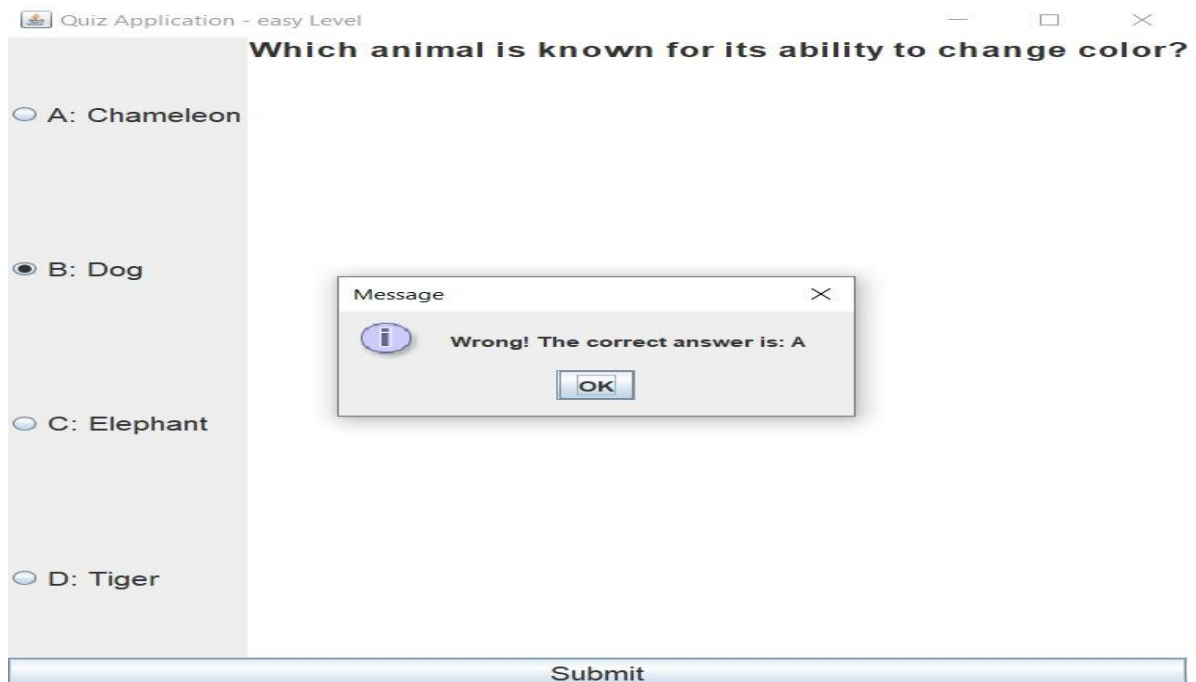 Quiz Application - easy Level
Which animal is known for its ability to change color?
A: Chameleon
B: Dog
Message
Wrong! The correct answer is: A
OK
C: Elephant
D: Tiger
Submit